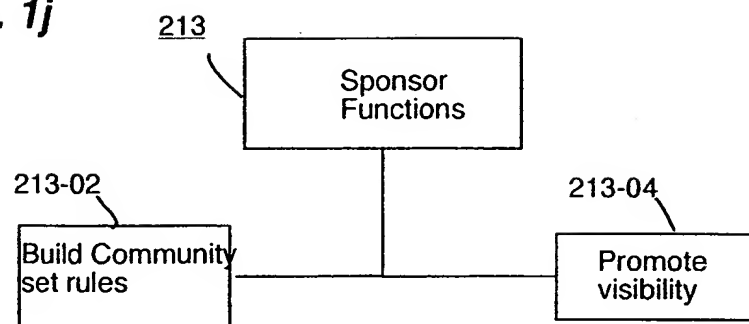 . 1j
213
Sponsor
Functions
213-02
213-04
Build Community
set rules
Promote
visibility